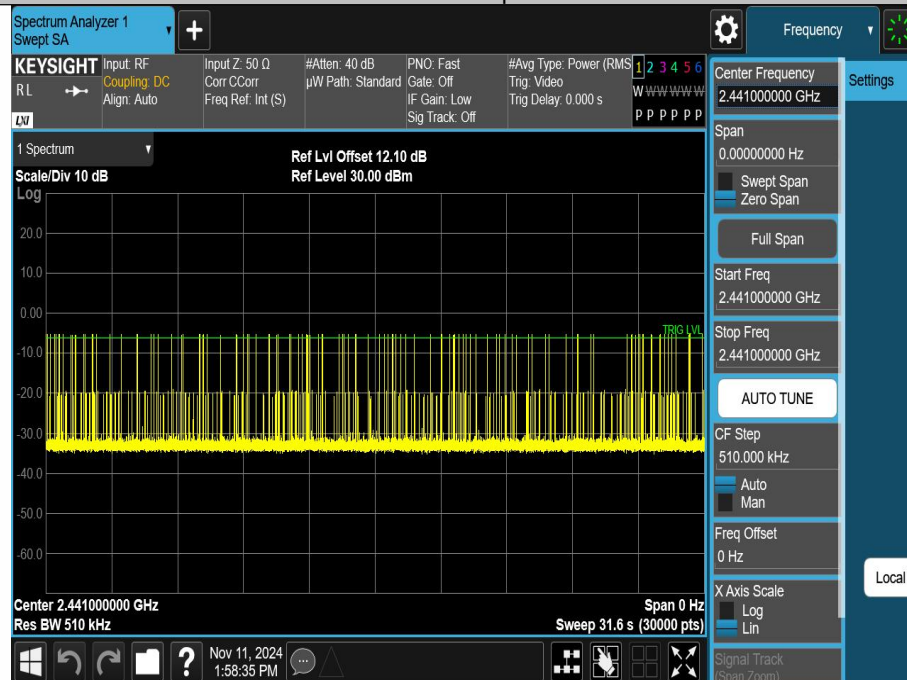 Spectrum Analyzer 1
Swept SA
Frequency
KEYSIGHT
RL
LXI
Input: RF
Coupling: DC
Align: Auto
Input Z: 50 Ω
Corr CCorr
Freq Ref: Int (S)
#Atten: 40 dB
µW Path: Standard
PNO: Fast
Gate: Off
IF Gain: Low
Sig Track: Off
#Avg Type: Power (RMS
Trig: Video
Trig Delay: 0.000 s
1 2 3 4 5 6
W W W W W W
P P P P P P
Center Frequency
2.441000000 GHz
Settings
Span
0.00000000 Hz
Swept Span
Zero Span
Full Span
Start Freq
2.441000000 GHz
Stop Freq
2.441000000 GHz
AUTO TUNE
CF Step
510.000 kHz
Auto
Man
Freq Offset
0 Hz
X Axis Scale
Log
Lin
Signal Track
(Span Zoom)
Local
1 Spectrum
Scale/Div 10 dB
Ref Lvl Offset 12.10 dB
Ref Level 30.00 dBm
Log
20.0
10.0
0.00
TRIG LVL
-10.0
-20.0
-30.0
-40.0
-50.0
-60.0
Center 2.441000000 GHz
Span 0 Hz
Res BW 510 kHz
Sweep 31.6 s (30000 pts)
?
Nov 11, 2024
1:58:35 PM